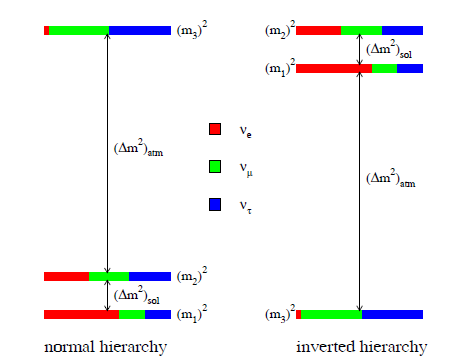 (m₃)²
(Δm²)atm
(m₂)²
(Δm²)sol
(m₁)²
normal hierarchy
νe
νμ
ντ
(m₂)²
(Δm²)sol
(m₁)²
(Δm²)atm
(m₃)²
inverted hierarchy